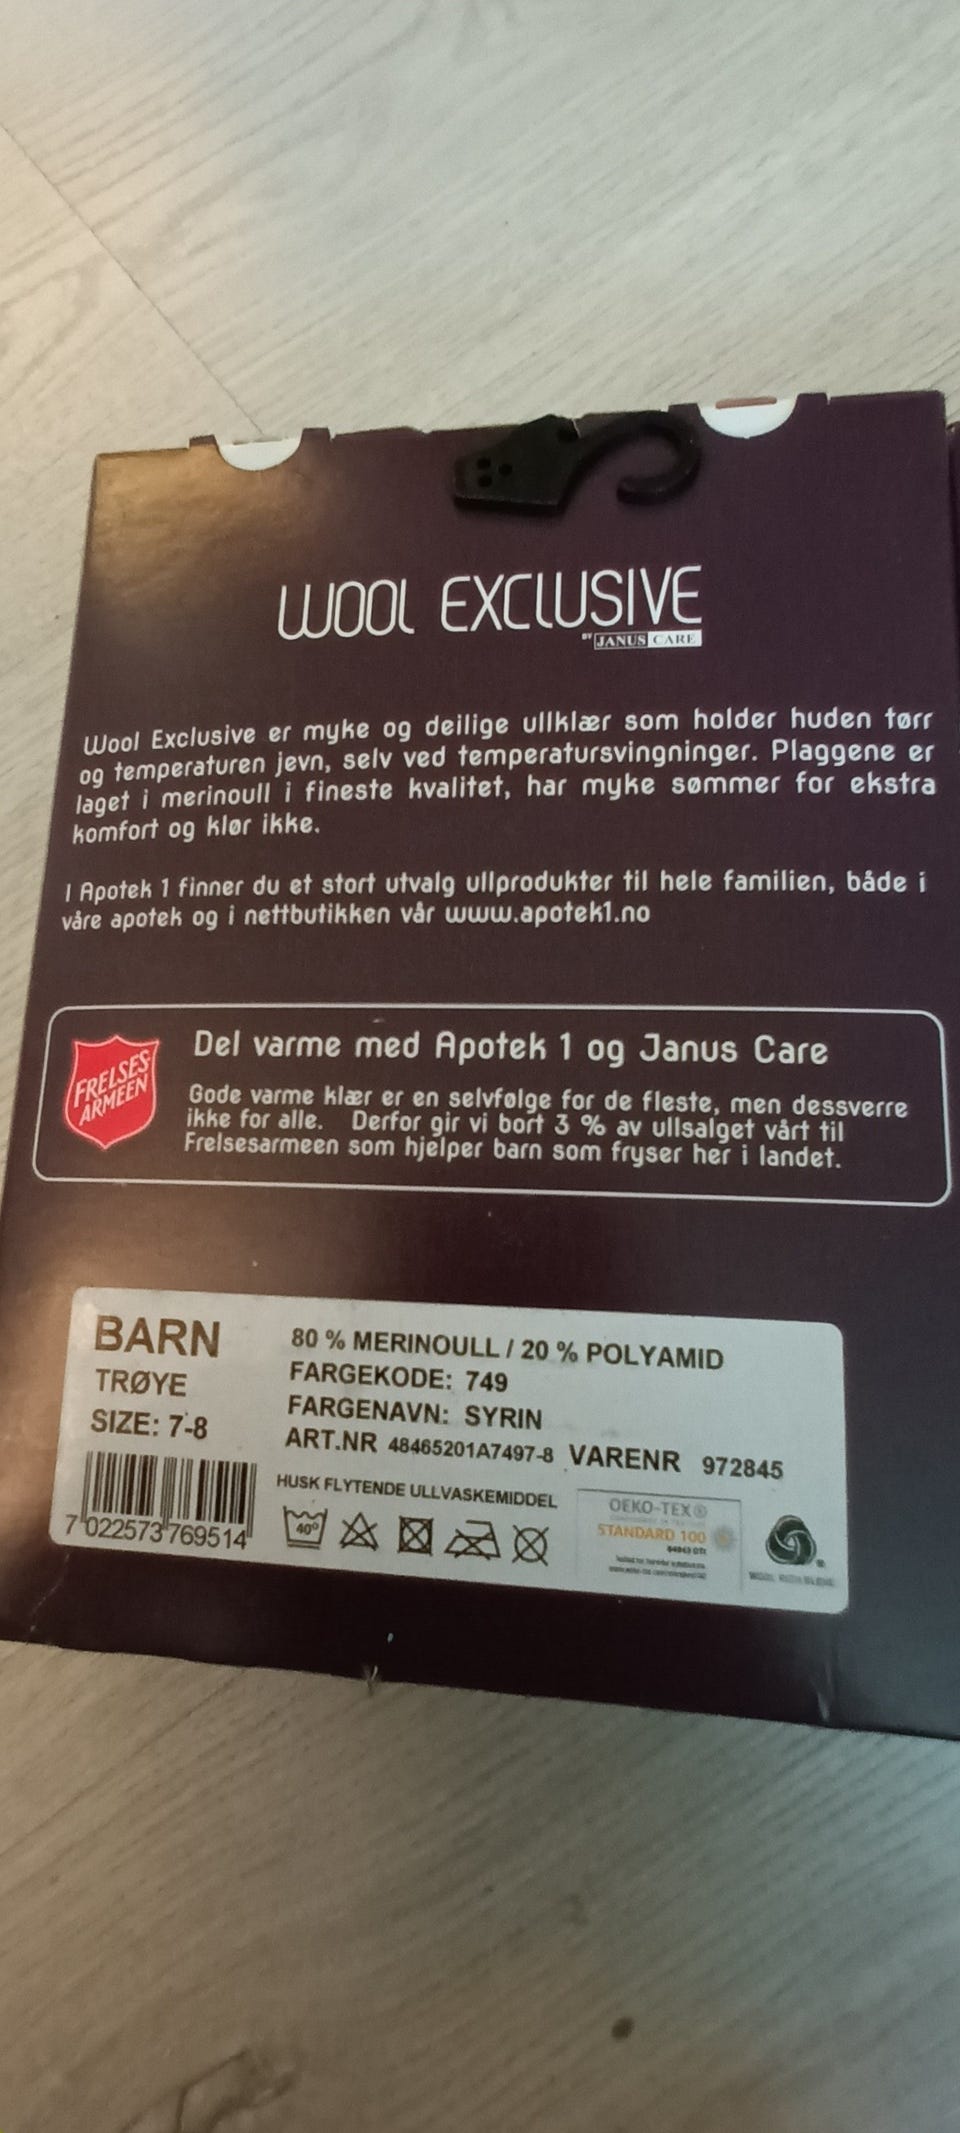 WOOL EXCLUSIVE
BY JANUS CARE
Wool Exclusive er myke og deilige ullklær som holder huden tørr
og temperaturen jevn, selv ved temperatursvingninger. Plaggene er
laget i merinoull i fineste kvalitet, har myke sømmer for ekstra
komfort og klør ikke.
I Apotek 1 finner du et stort utvalg ullprodukter til hele familien, både i
våre apotek og i nettbutikken vår www.apotek1.no
FRELSES
ARMEEN
Del varme med Apotek 1 og Janus Care
Gode varme klær er en selvfølge for de fleste, men dessverre
ikke for alle. Derfor gir vi bort 3 % av ullsalget vårt til
Frelsesarmeen som hjelper barn som fryser her i landet.
BARN
TRØYE
SIZE: 7-8
7 022573 769514
80 % MERINOULL / 20 % POLYAMID
FARGEKODE: 749
FARGENAVN: SYRIN
ART.NR 48465201A7497-8 VARENR 972845
HUSK FLYTENDE ULLVASKEMIDDEL
40°
OEKO-TEX®
STANDARD 100
WOOL RICH BLEND